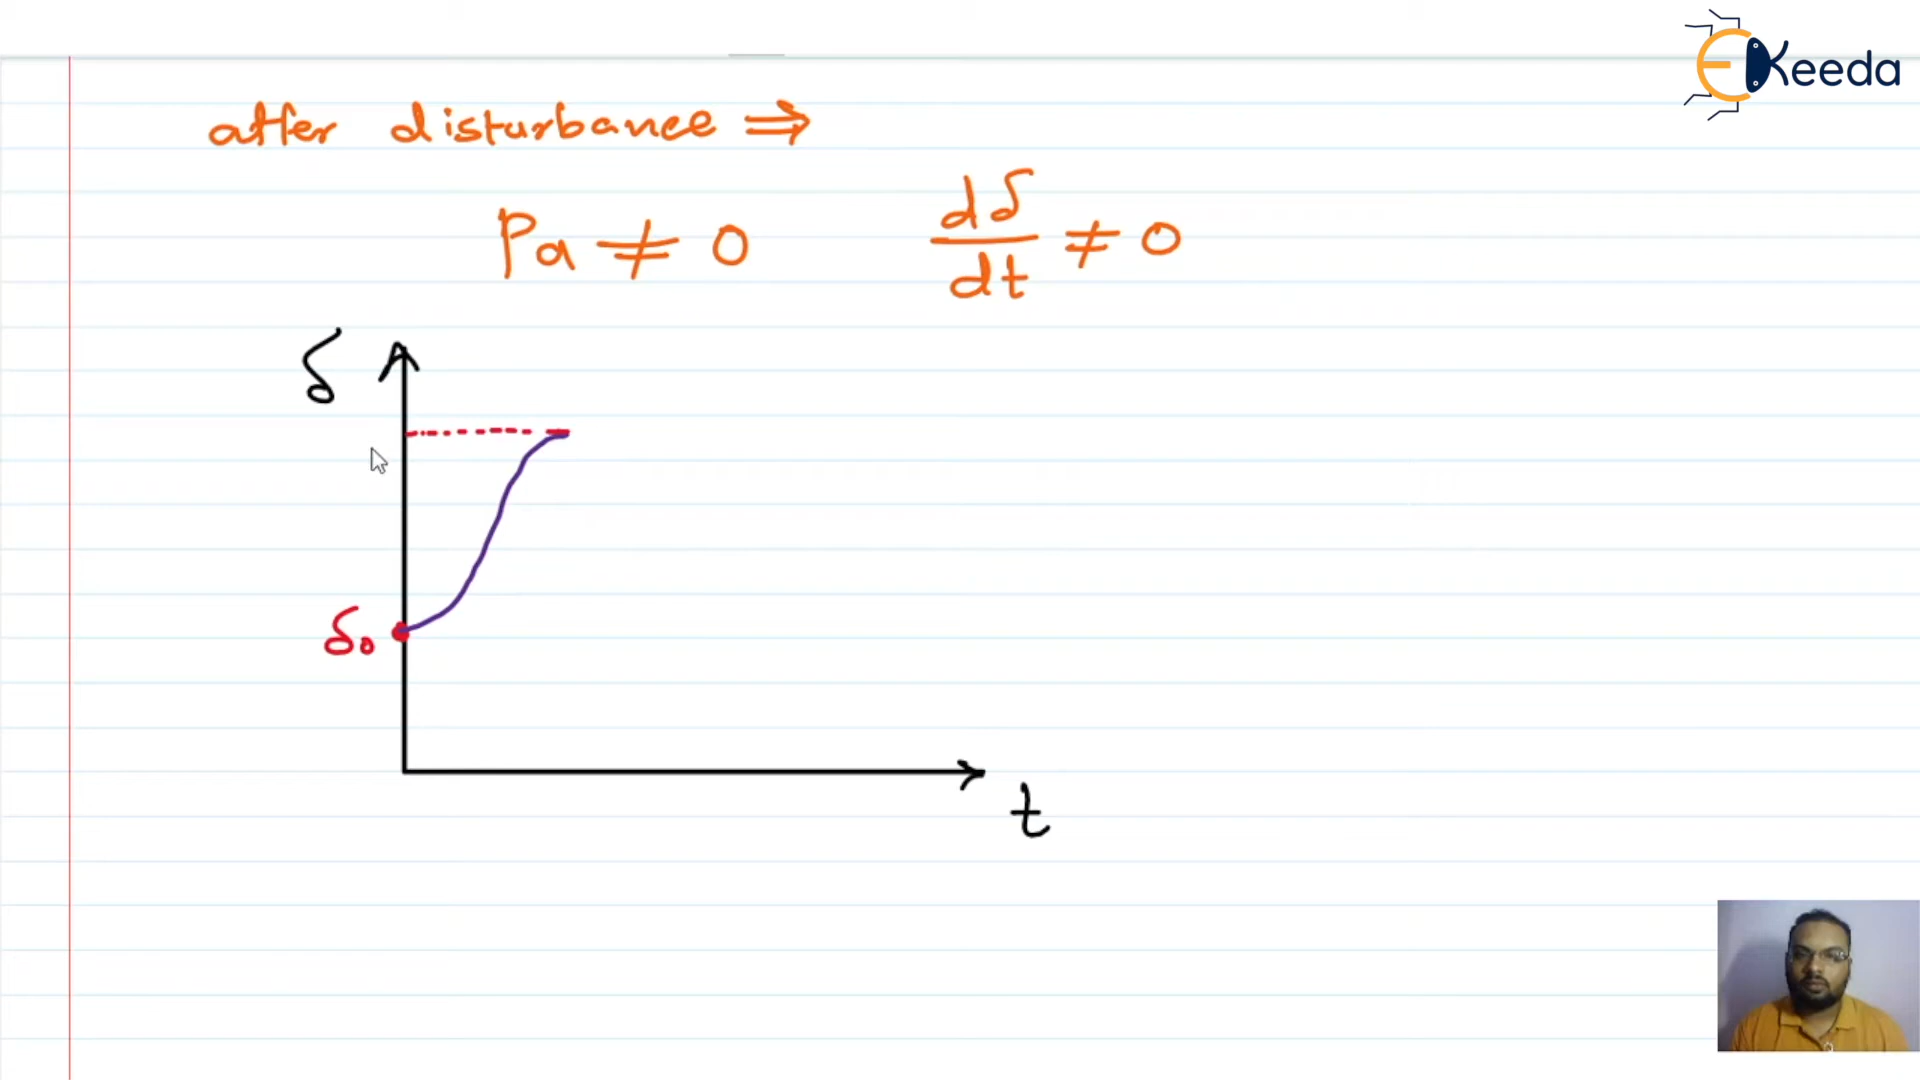 EKeeda
after disturbance ⇒
Pa ≠ 0 dδ/dt ≠ 0
δ
δ₀
t